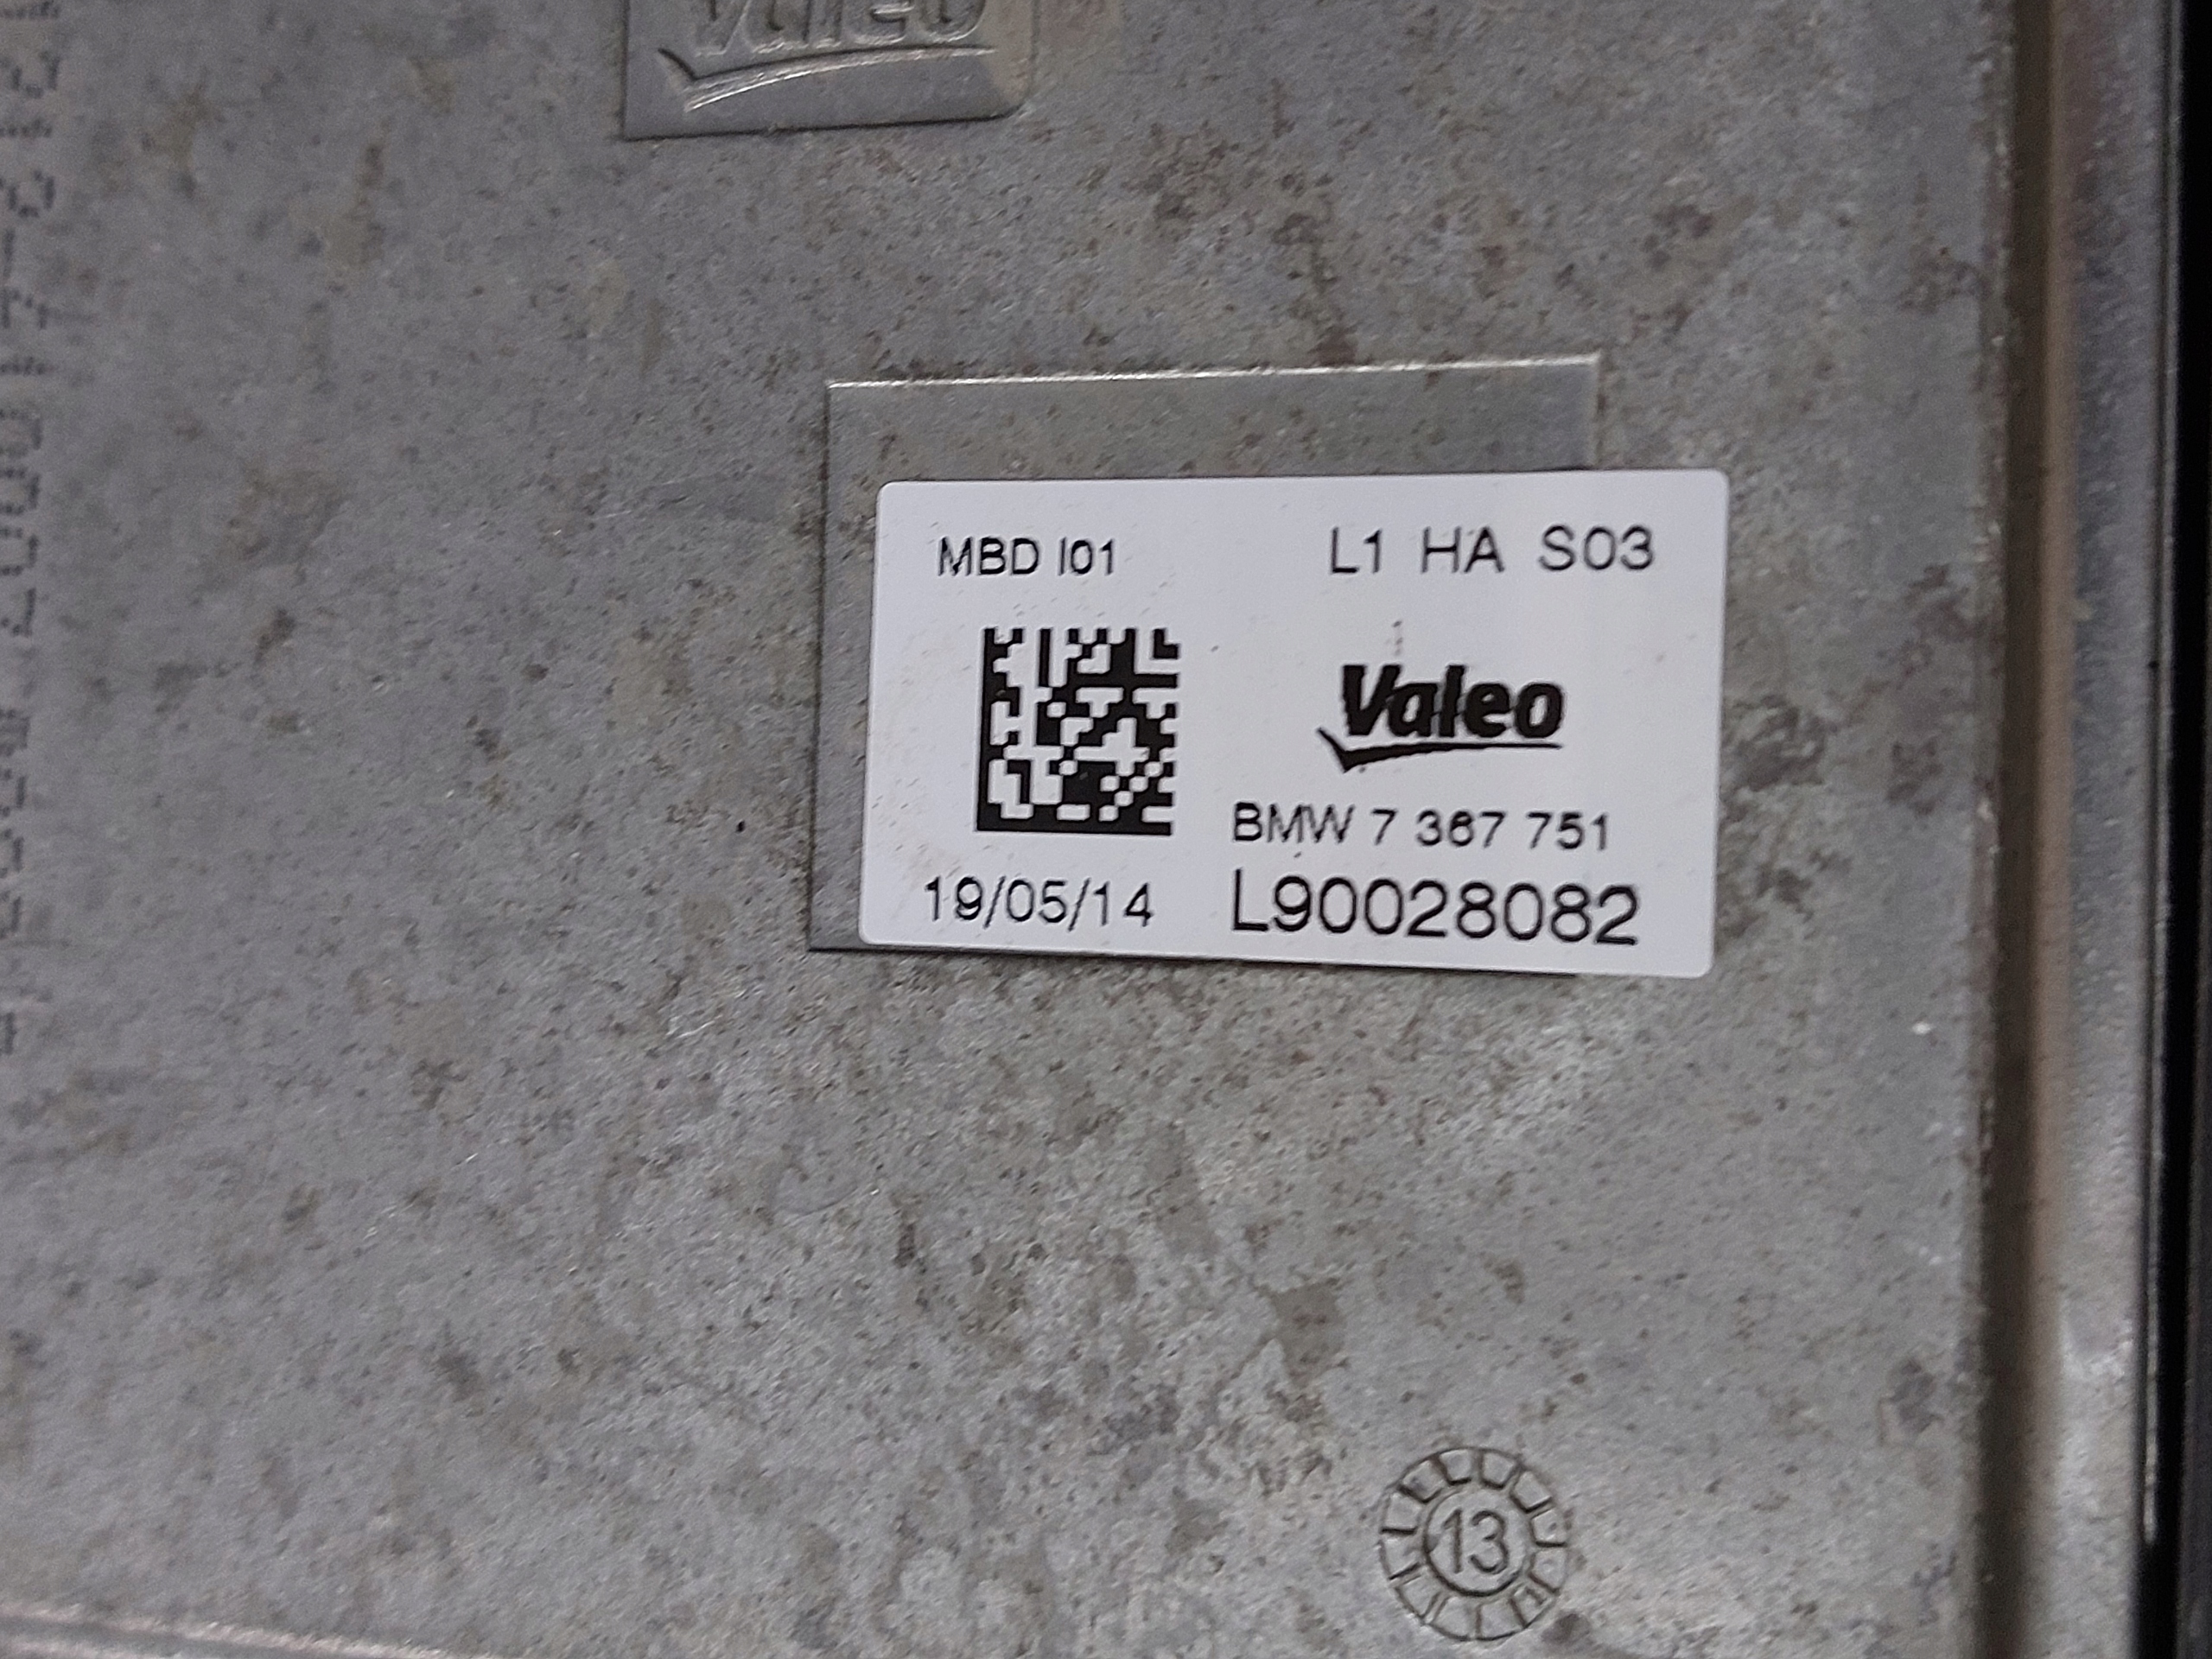 Valeo
MBD I01 L1 HA S03
Valeo
BMW 7 367 751
19/05/14 L90028082
13